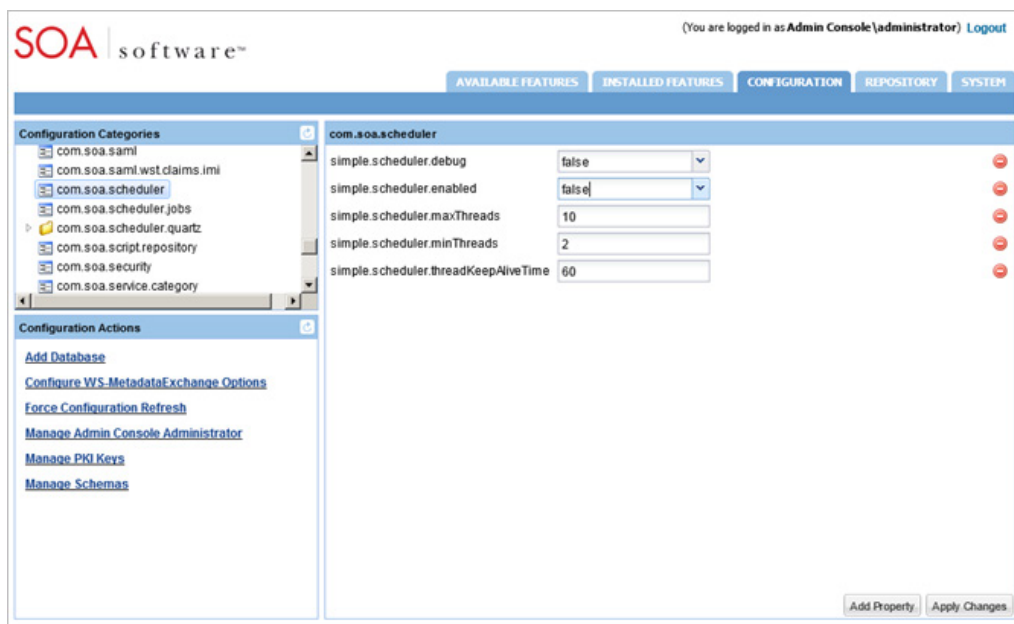 (You are logged in as Admin Console\administrator) Logout
SOA software™
AVAILABLE FEATURES INSTALLED FEATURES CONFIGURATION REPOSITORY SYSTEM
Configuration Categories
com.soa.saml
com.soa.saml.wst.claims.imi
com.soa.scheduler
com.soa.scheduler.jobs
com.soa.scheduler.quartz
com.soa.script.repository
com.soa.security
com.soa.service.category
Configuration Actions
Add Database
Configure WS-MetadataExchange Options
Force Configuration Refresh
Manage Admin Console Administrator
Manage PKI Keys
Manage Schemas
com.soa.scheduler
simple.scheduler.debug false
simple.scheduler.enabled false
simple.scheduler.maxThreads 10
simple.scheduler.minThreads 2
simple.scheduler.threadKeepAliveTime 60
Add Property Apply Changes